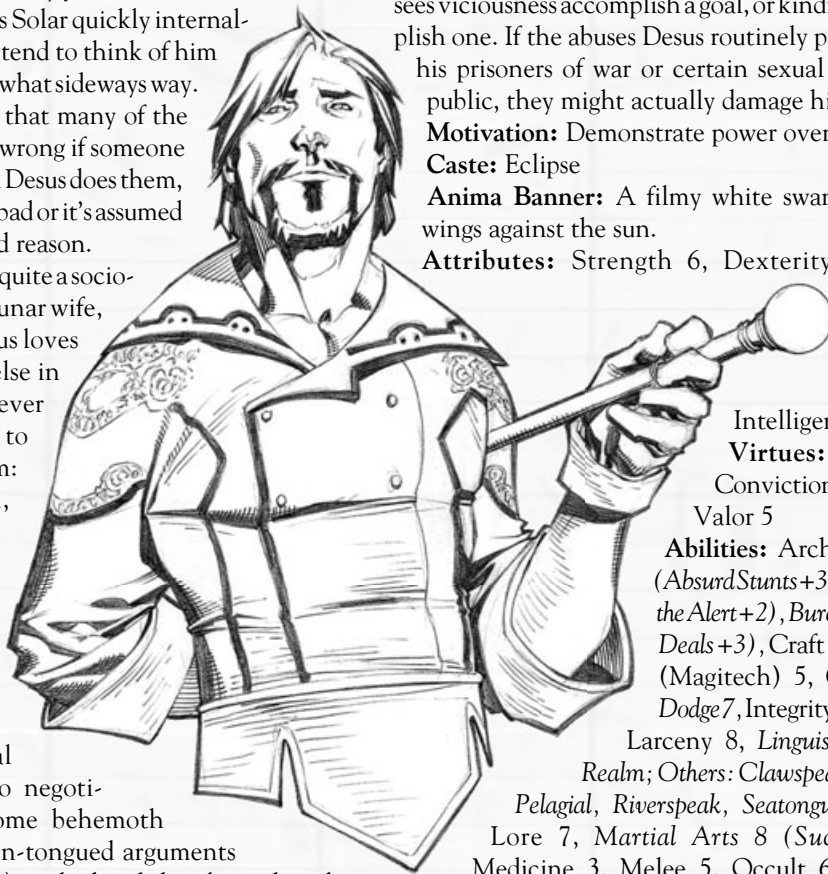 s Solar quickly internal-
tend to think of him
what sideways way.
that many of the
wrong if someone
Desus does them,
bad or it's assumed
d reason.
quite a socio-
unar wife,
us loves
else in
ever
to
m:
,
al
o negoti-
ome behemoth
n-tongued arguments
sees viciousness accomplish a goal, or kindn
plish one. If the abuses Desus routinely p
his prisoners of war or certain sexual
public, they might actually damage hi
Motivation: Demonstrate power over
Caste: Eclipse
Anima Banner: A filmy white swan
wings against the sun.
Attributes: Strength 6, Dexterity
Intelligen
Virtues:
Conviction
Valor 5
Abilities: Arch
(Absurd Stunts +3
the Alert +2), Bure
Deals +3), Craft
(Magitech) 5,
Dodge 7, Integrity
Larceny 8, Linguis
Realm; Others: Clawspea
Pelagial, Riverspeak, Seatongu
Lore 7, Martial Arts 8 (Suc
Medicine 3, Melee 5, Occult 6